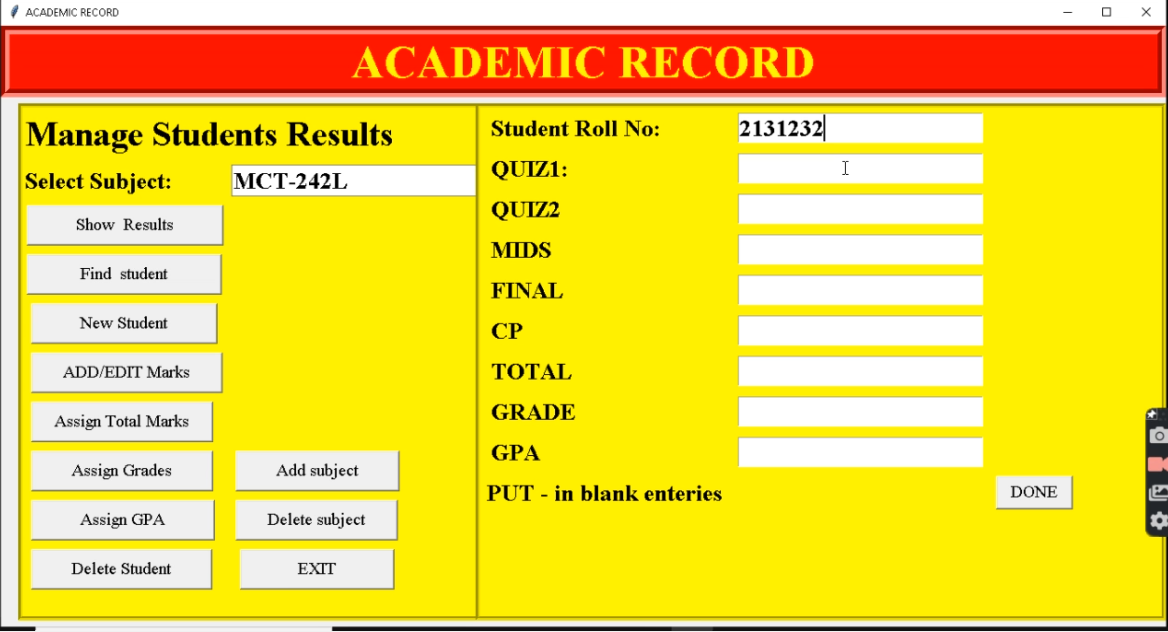 ACADEMIC RECORD
ACADEMIC RECORD
Manage Students Results
Select Subject: MCT-242L
Show Results
Find student
New Student
ADD/EDIT Marks
Assign Total Marks
Assign Grades Add subject
Assign GPA Delete subject
Delete Student EXIT
Student Roll No: 2131232
QUIZ1:
QUIZ2
MIDS
FINAL
CP
TOTAL
GRADE
GPA
PUT - in blank enteries DONE